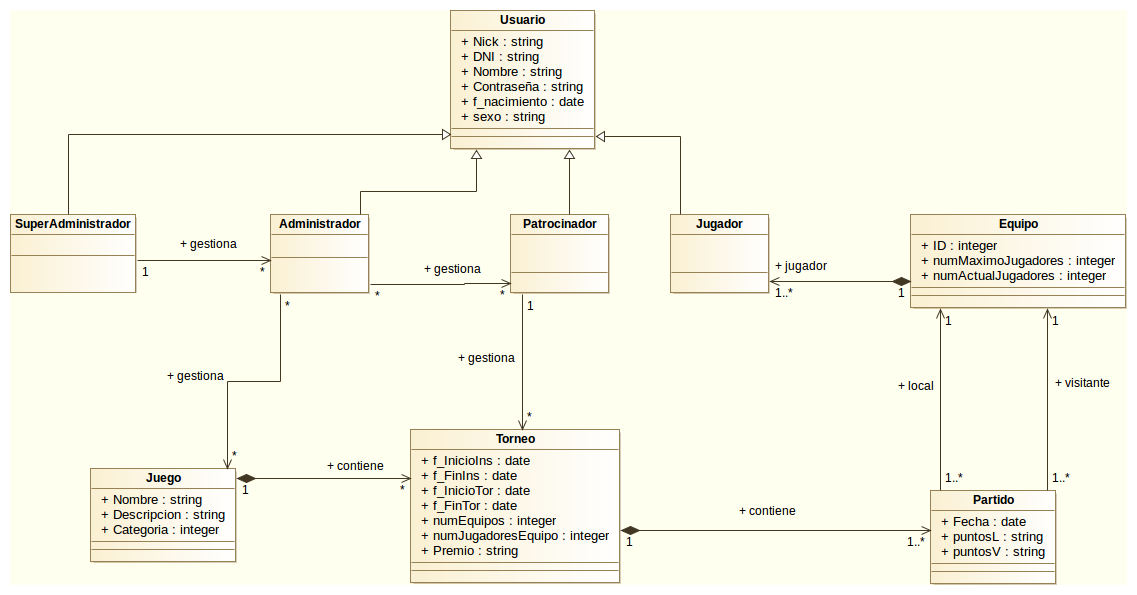 Usuario
+ Nick : string
+ DNI : string
+ Nombre : string
+ Contraseña : string
+ f_nacimiento : date
+ sexo : string
SuperAdministrador
+ gestiona
1
*
Administrador
+ gestiona
*
*
Patrocinador
Jugador
+ jugador
1..*
1
Equipo
+ ID : integer
+ numMaximoJugadores : integer
+ numActualJugadores : integer
*
+ gestiona
*
1
+ gestiona
*
1
+ local
1..*
1
+ visitante
1..*
Juego
+ Nombre : string
+ Descripcion : string
+ Categoria : integer
+ contiene
1
*
Torneo
+ f_InicioIns : date
+ f_FinIns : date
+ f_InicioTor : date
+ f_FinTor : date
+ numEquipos : integer
+ numJugadoresEquipo : integer
+ Premio : string
+ contiene
1
1..*
Partido
+ Fecha : date
+ puntosL : string
+ puntosV : string